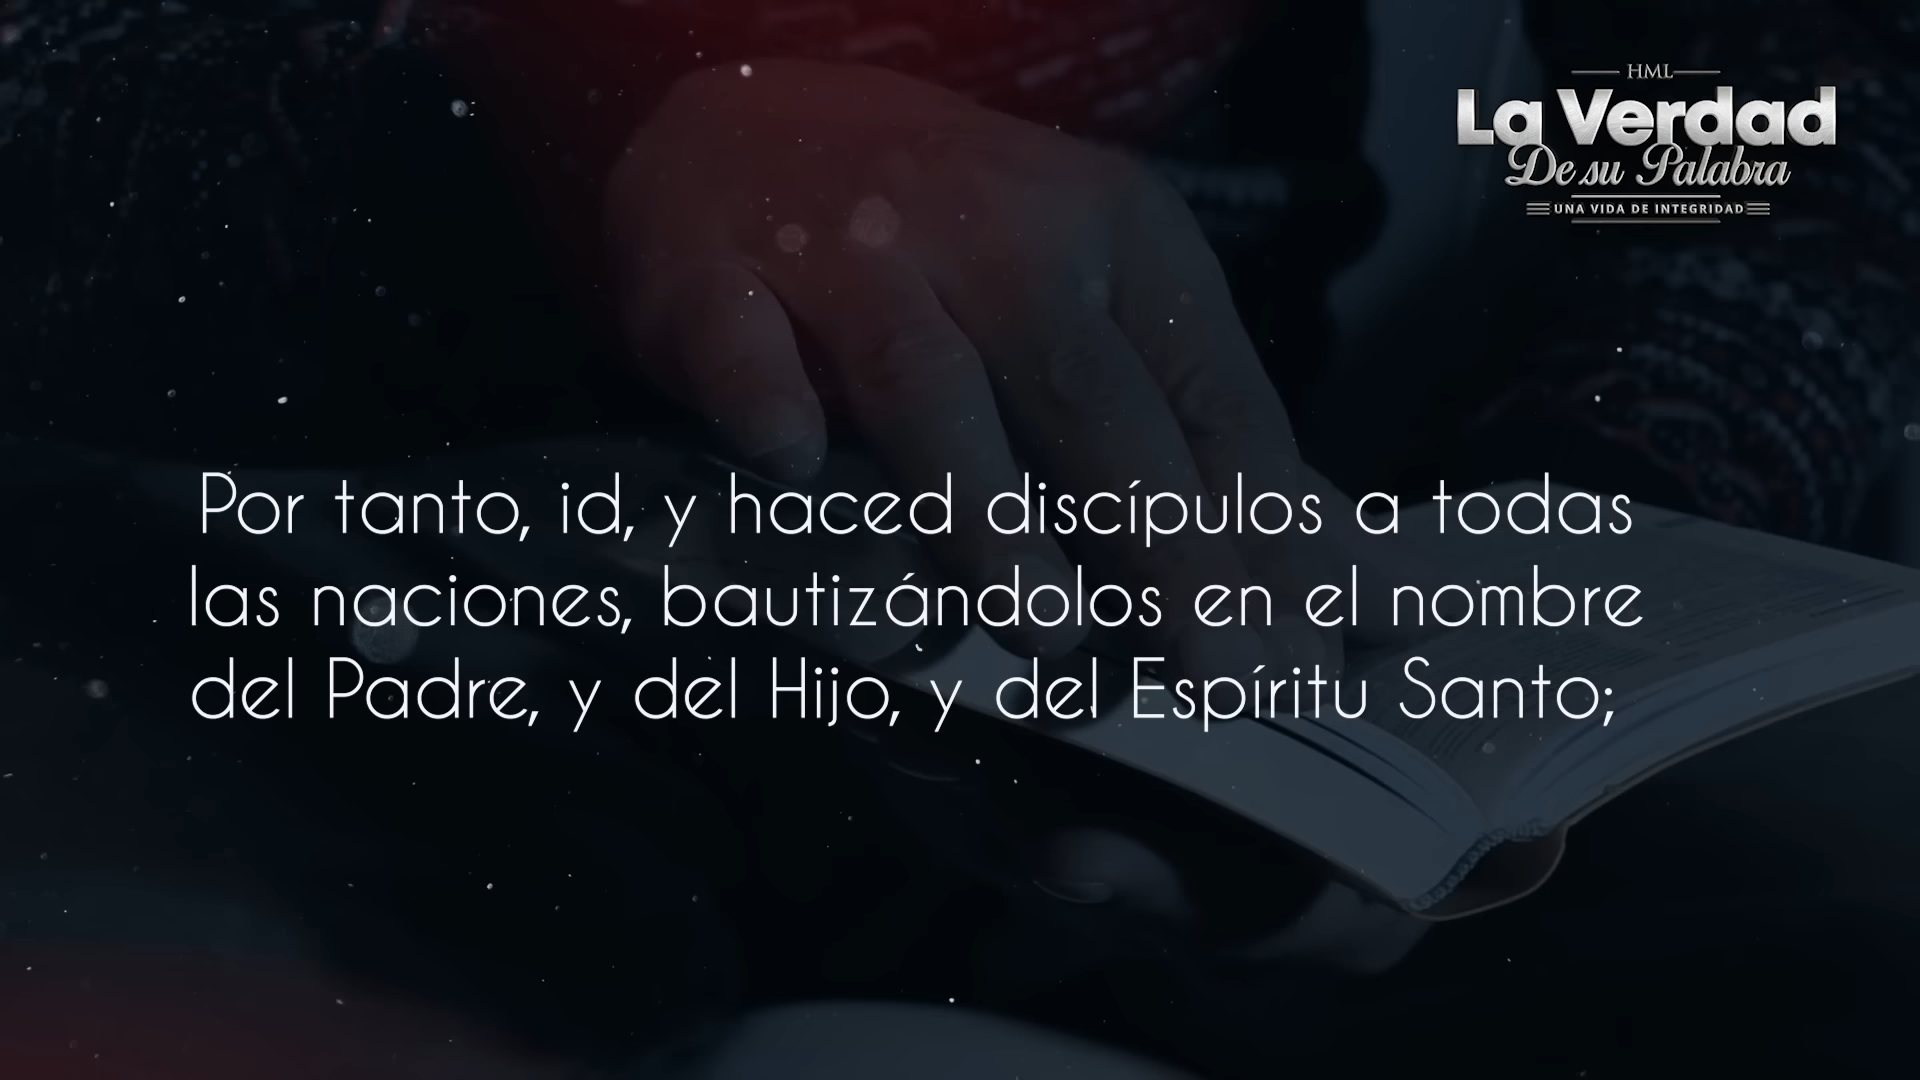 HML
La Verdad
De su Palabra
UNA VIDA DE INTEGRIDAD
Por tanto, id, y haced discípulos a todas
las naciones, bautizándolos en el nombre
del Padre, y del Hijo, y del Espíritu Santo;